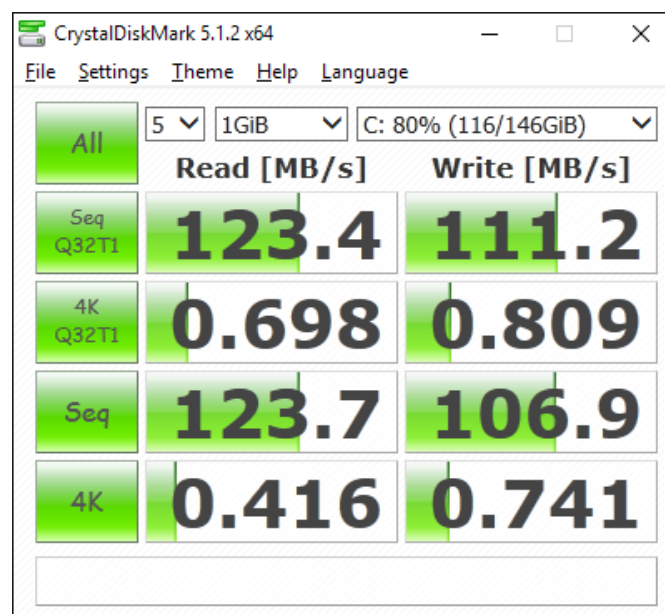 CrystalDiskMark 5.1.2 x64
File Settings Theme Help Language
All 5 1GiB C: 80% (116/146GiB)
Read [MB/s] Write [MB/s]
Seq
Q32T1
123.4 111.2
4K
Q32T1
0.698 0.809
Seq 123.7 106.9
4K 0.416 0.741